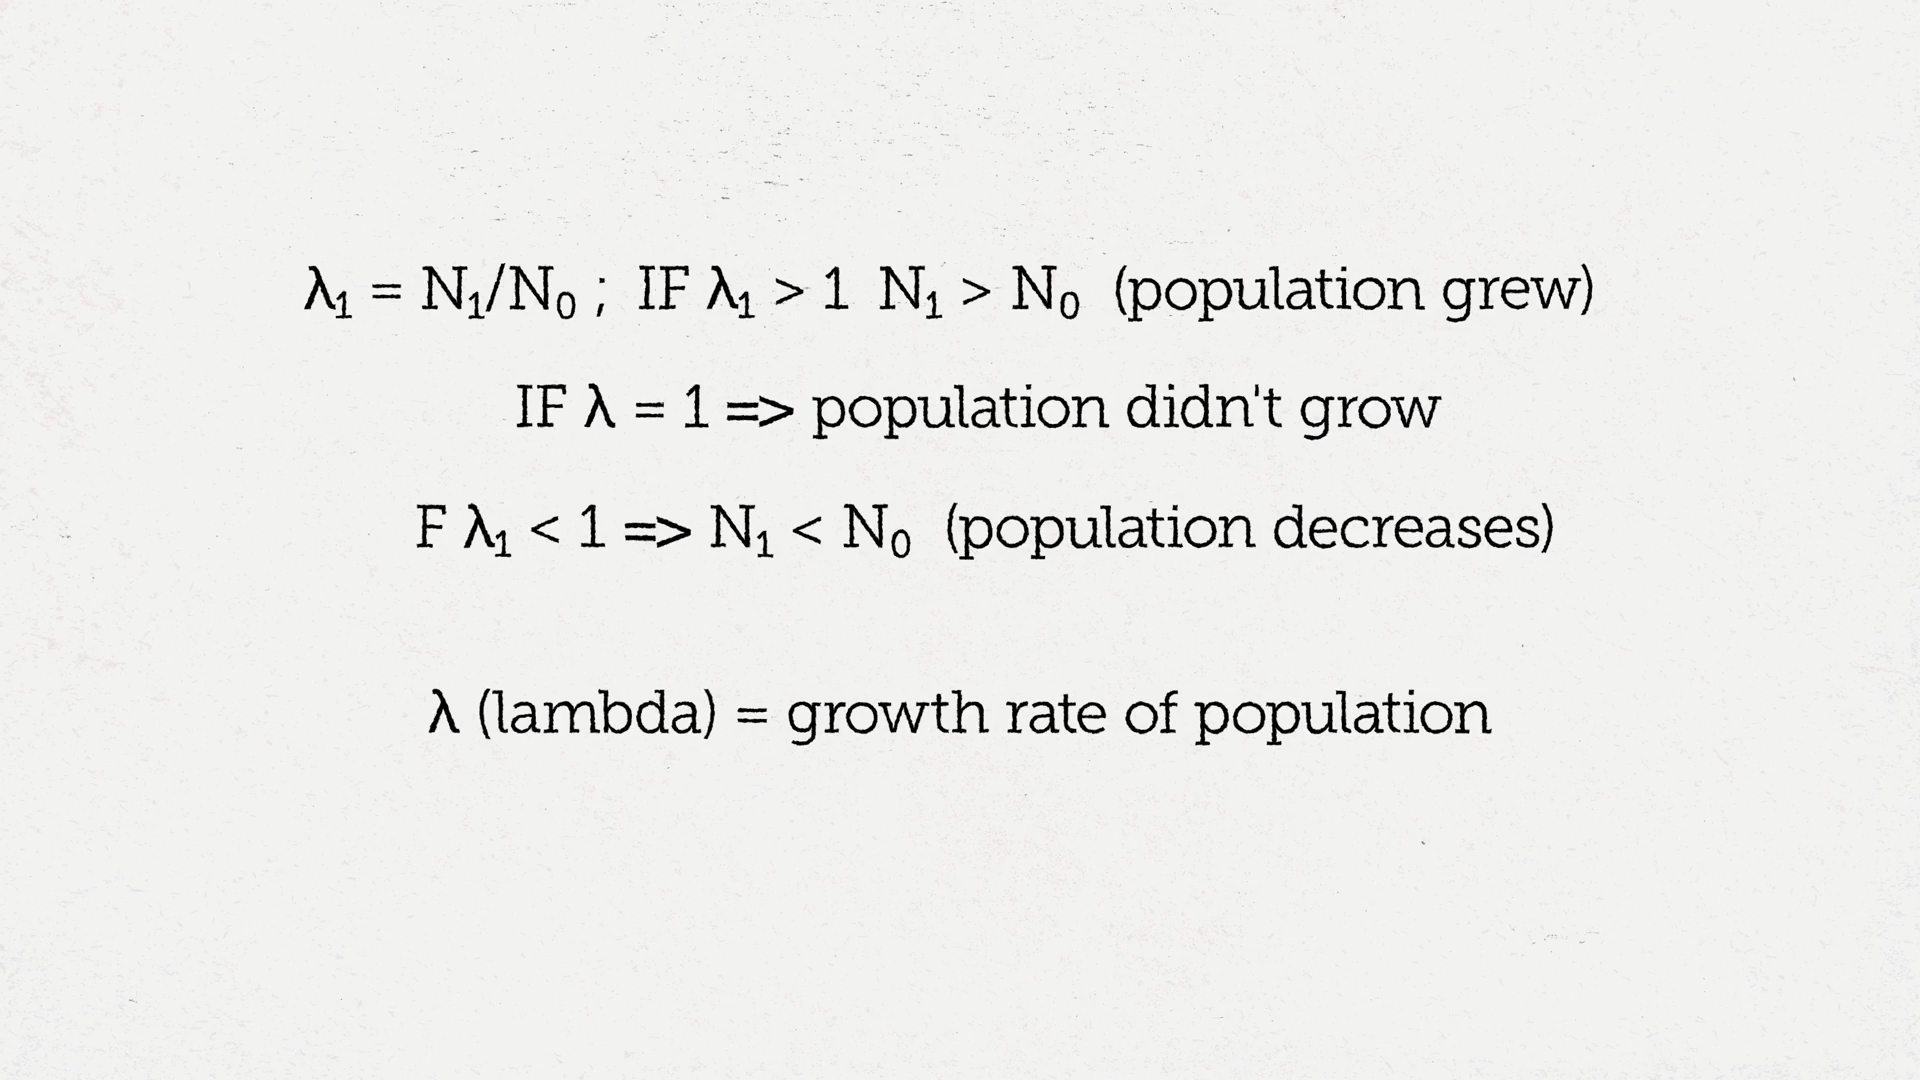 λ₁ = N₁/N₀ ; IF λ₁ > 1 N₁ > N₀ (population grew)
IF λ = 1 => population didn't grow
F λ₁ < 1 => N₁ < N₀ (population decreases)
λ (lambda) = growth rate of population